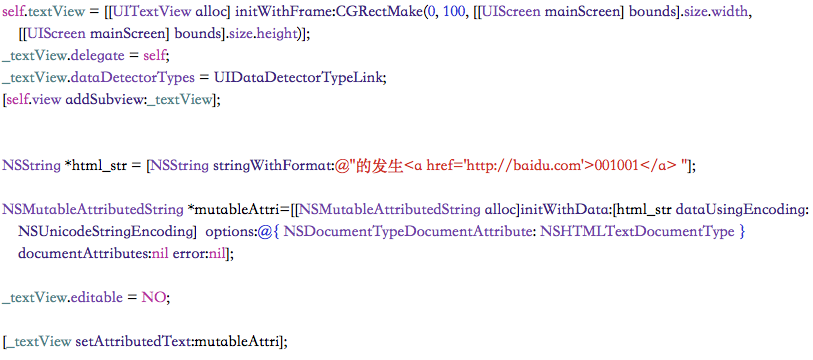 self.textView = [[UITextView alloc] initWithFrame:CGRectMake(0, 100, [[UIScreen mainScreen] bounds].size.width,
[[UIScreen mainScreen] bounds].size.height)];
_textView.delegate = self;
_textView.dataDetectorTypes = UIDataDetectorTypeLink;
[self.view addSubview:_textView];
NSString *html_str = [NSString stringWithFormat:@"的发生<a href='http://baidu.com'>001001</a> "];
NSMutableAttributedString *mutableAttri=[[NSMutableAttributedString alloc]initWithData:[html_str dataUsingEncoding:
NSUnicodeStringEncoding] options:@{ NSDocumentTypeDocumentAttribute: NSHTMLTextDocumentType }
documentAttributes:nil error:nil];
_textView.editable = NO;
[_textView setAttributedText:mutableAttri];